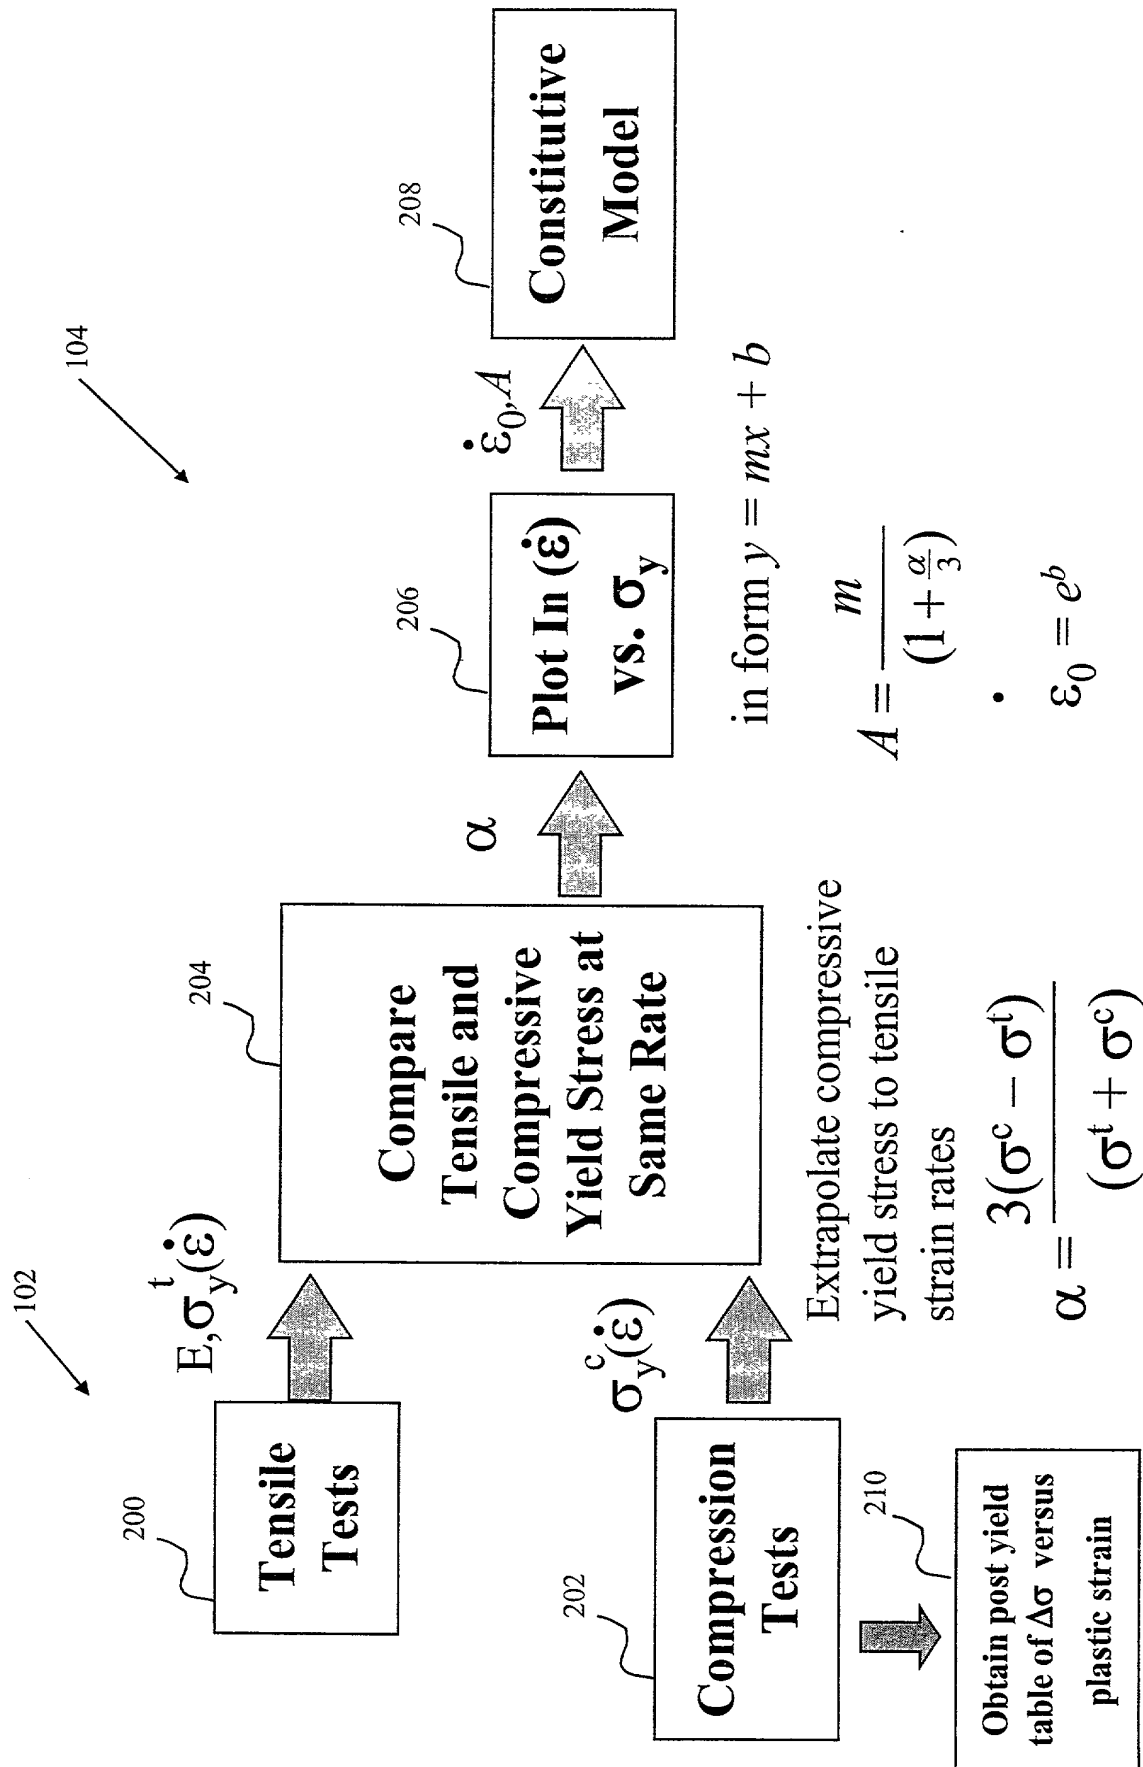 102
104
200
Tensile
Tests
E,σ_y^t(ε̇)
202
Compression
Tests
σ_y^c(ε̇)
210
Obtain post yield
table of Δσ versus
plastic strain
204
Compare
Tensile and
Compressive
Yield Stress at
Same Rate
Extrapolate compressive
yield stress to tensile
strain rates
α = 3(σ^c − σ^t) / (σ^t + σ^c)
α
206
Plot In (ε̇)
vs. σ_y
in form y = mx + b
A = m / (1 + α/3)
ε̇_0 = e^b
ε̇_0, A
208
Constitutive
Model